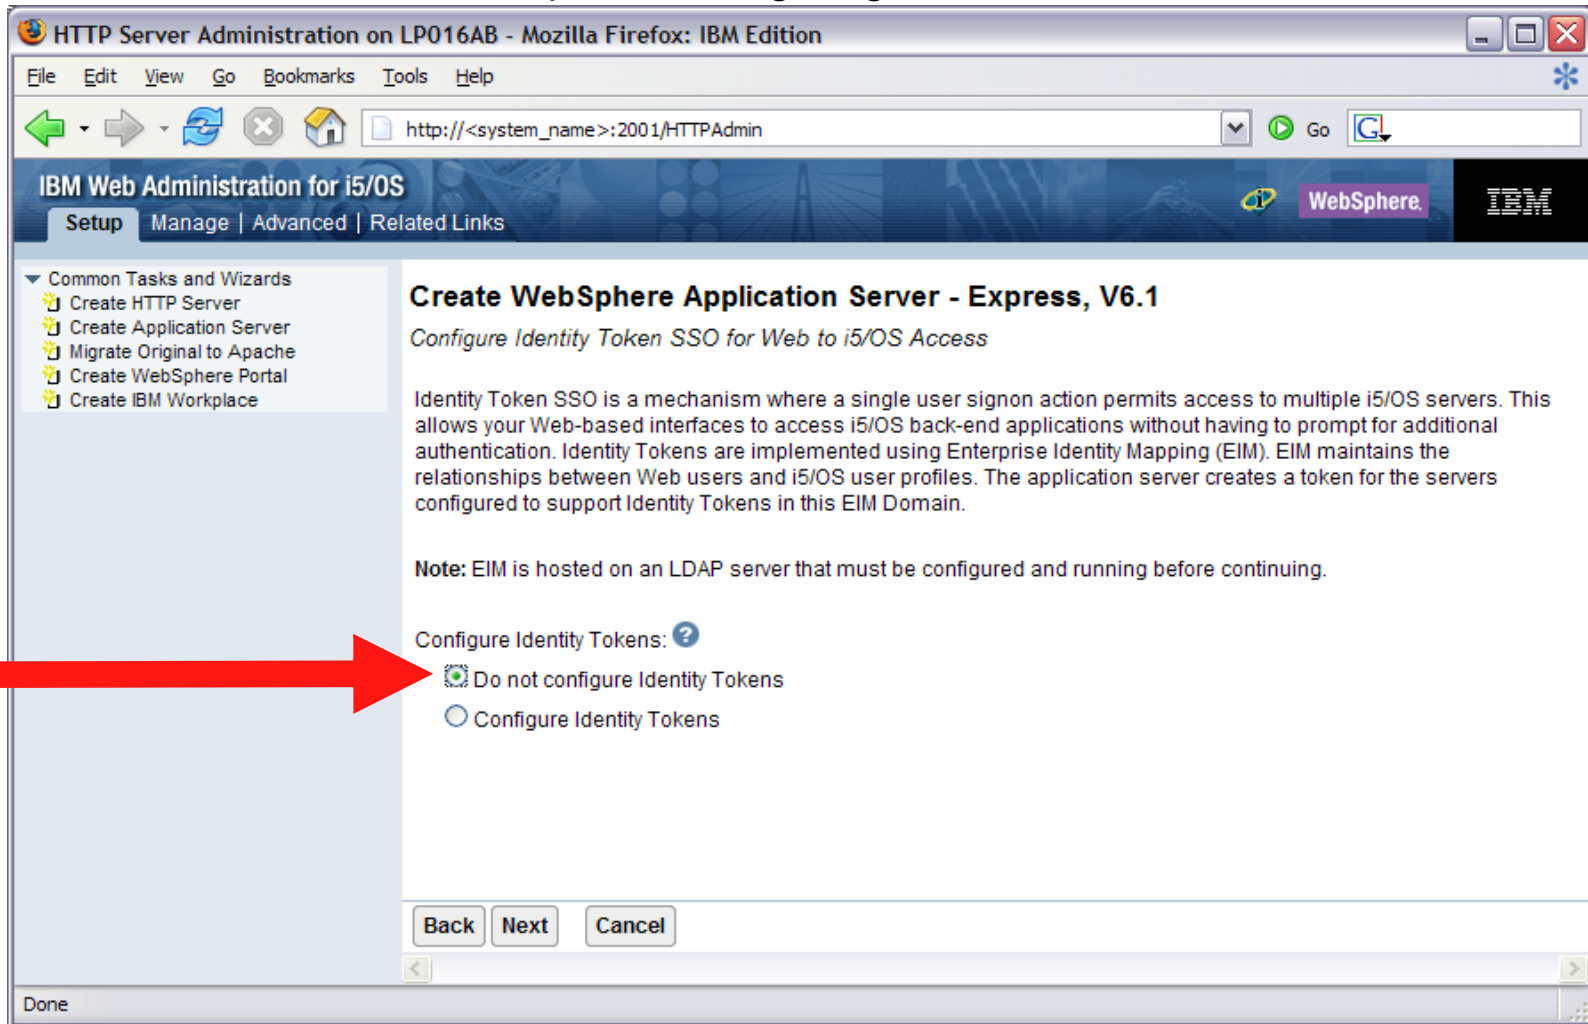 HTTP Server Administration on LP016AB - Mozilla Firefox: IBM Edition
File Edit View Go Bookmarks Tools Help
http://<system_name>:2001/HTTPAdmin Go G
IBM Web Administration for i5/OS
Setup Manage | Advanced | Related Links
WebSphere. IBM
Common Tasks and Wizards
Create HTTP Server
Create Application Server
Migrate Original to Apache
Create WebSphere Portal
Create IBM Workplace
Create WebSphere Application Server - Express, V6.1
Configure Identity Token SSO for Web to i5/OS Access
Identity Token SSO is a mechanism where a single user signon action permits access to multiple i5/OS servers. This
allows your Web-based interfaces to access i5/OS back-end applications without having to prompt for additional
authentication. Identity Tokens are implemented using Enterprise Identity Mapping (EIM). EIM maintains the
relationships between Web users and i5/OS user profiles. The application server creates a token for the servers
configured to support Identity Tokens in this EIM Domain.
Note: EIM is hosted on an LDAP server that must be configured and running before continuing.
Configure Identity Tokens: ?
Do not configure Identity Tokens
Configure Identity Tokens
Back Next Cancel
Done